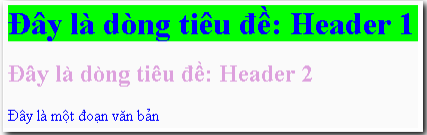 Đây là dòng tiêu đề: Header 1
Đây là dòng tiêu đề: Header 2
Đây là một đoạn văn bản